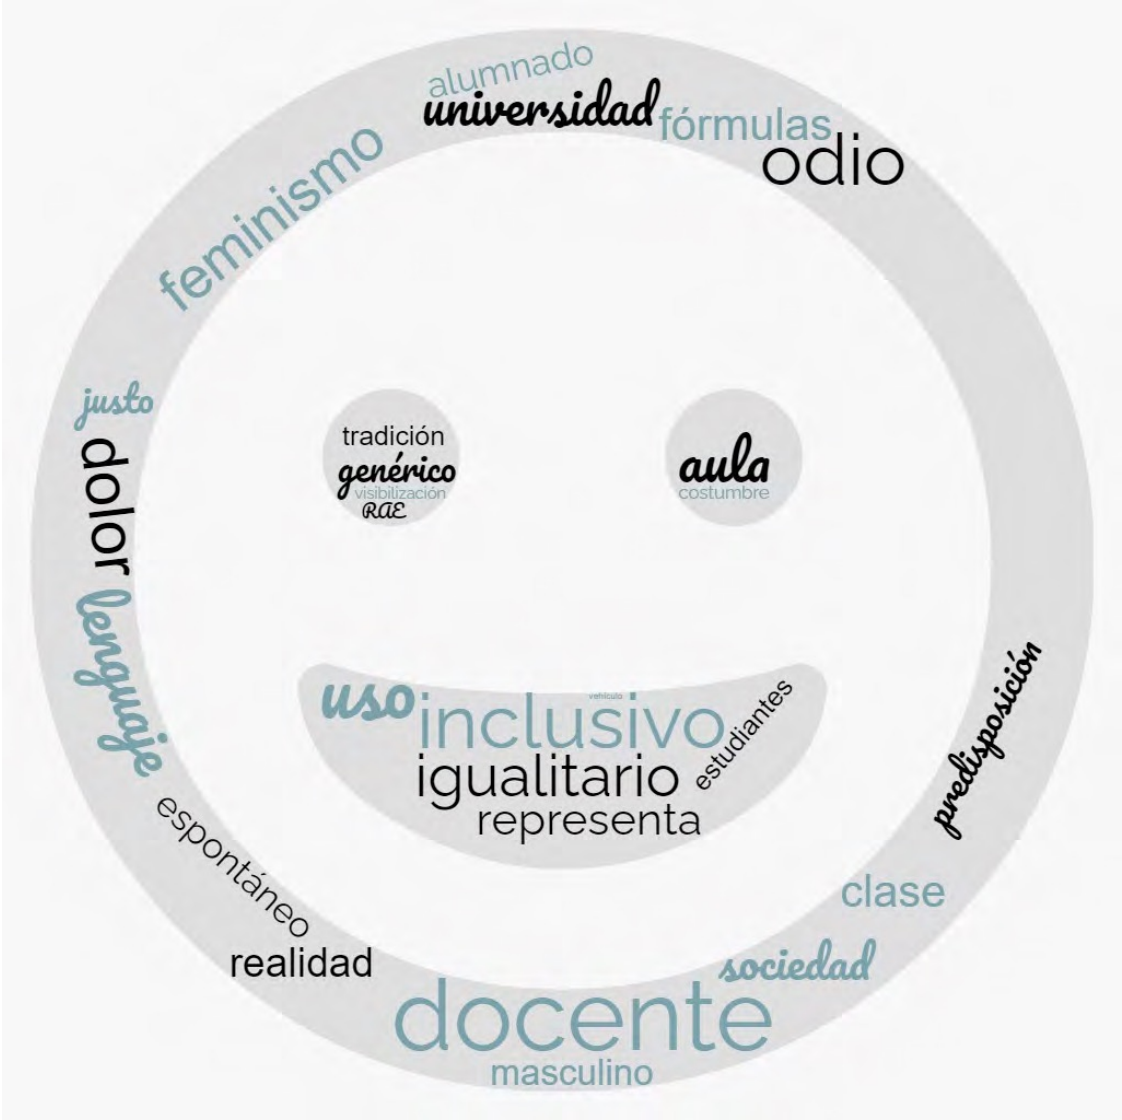 alumnado
universidad
fórmulas
odio
feminismo
justo
dolor
lenguaje
tradición
genérico
visibilización
RAE
aula
costumbre
uso
inclusivo
vehículo
igualitario
estudiantes
representa
predisposición
espontáneo
realidad
clase
sociedad
docente
masculino